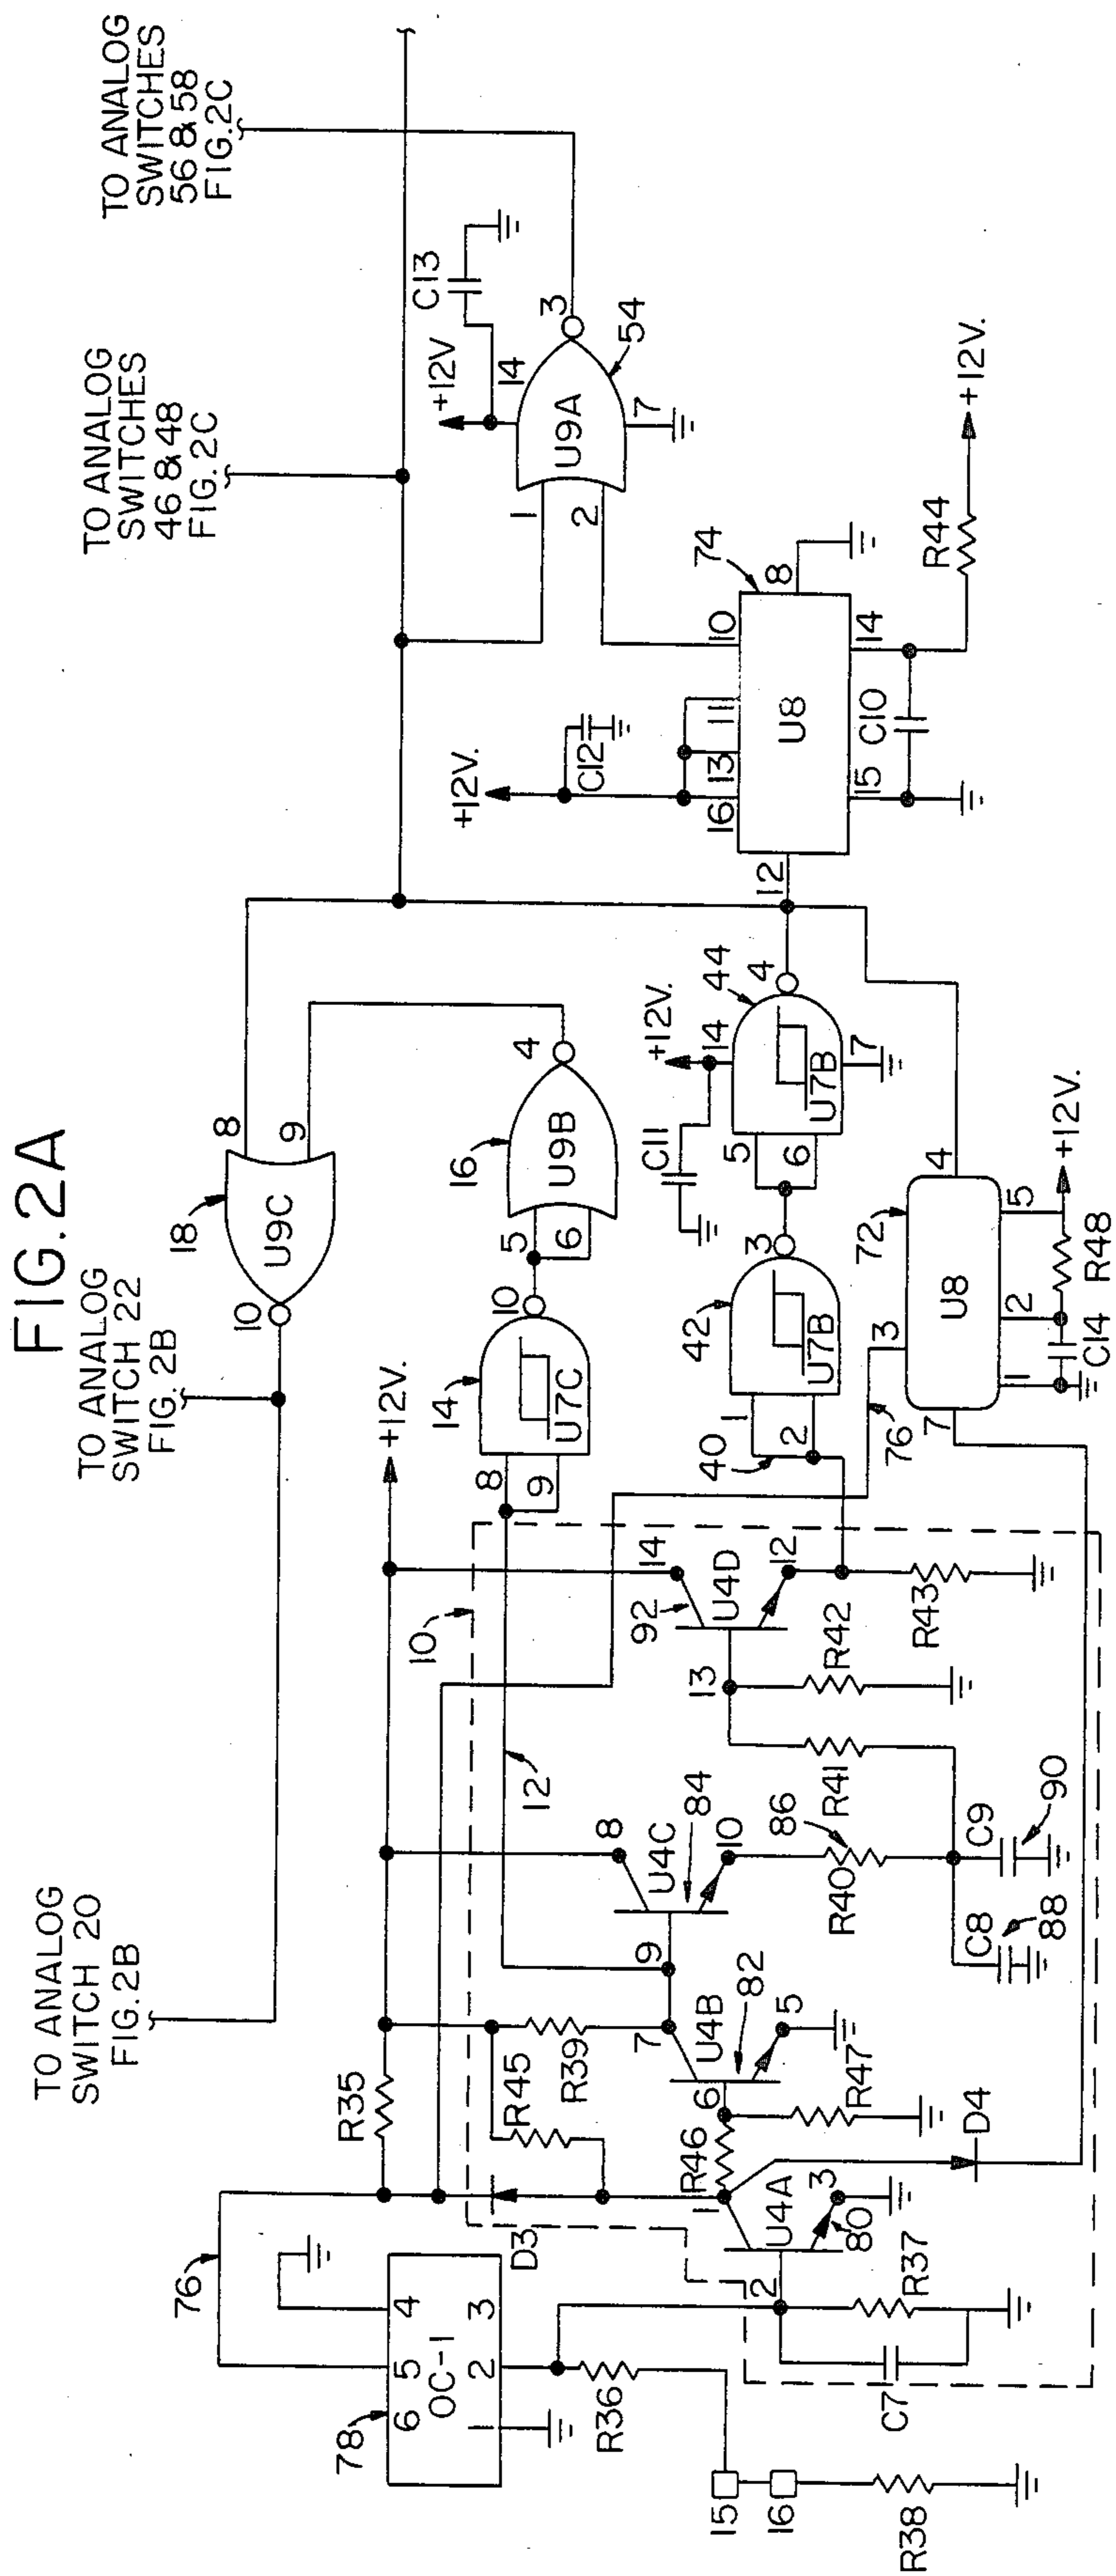 FIG. 2A
TO ANALOG
SWITCH 20
FIG. 2B
TO ANALOG
SWITCH 22
FIG. 2B
TO ANALOG
SWITCHES
46 & 48
FIG. 2C
TO ANALOG
SWITCHES
56 & 58
FIG. 2C
18
U9C
8
9
10
76
R35
+12V.
14
U7C
8
9
10
16
U9B
5
6
4
+12V
C13
14
1
2
U9A
3
54
7
78
6
5
4
OC-1
1
2
3
D3
R45
R39
10
12
+12V.
C12
16
13
11
10
74
U8
8
12
15
14
C10
R44
+12V.
R36
2
1
U4A
3
80
R46
6
7
U4B
82
5
9
8
U4C
84
10
13
92
14
U4D
12
40
1
2
42
U7B
3
C11
+12V.
14
44
5
6
U7B
4
7
15
16
R38
C7
R37
R47
D4
86
R40
R41
R42
R43
C8
88
C9
90
76
72
3
U8
4
7
1
2
5
C14
R48
+12V.